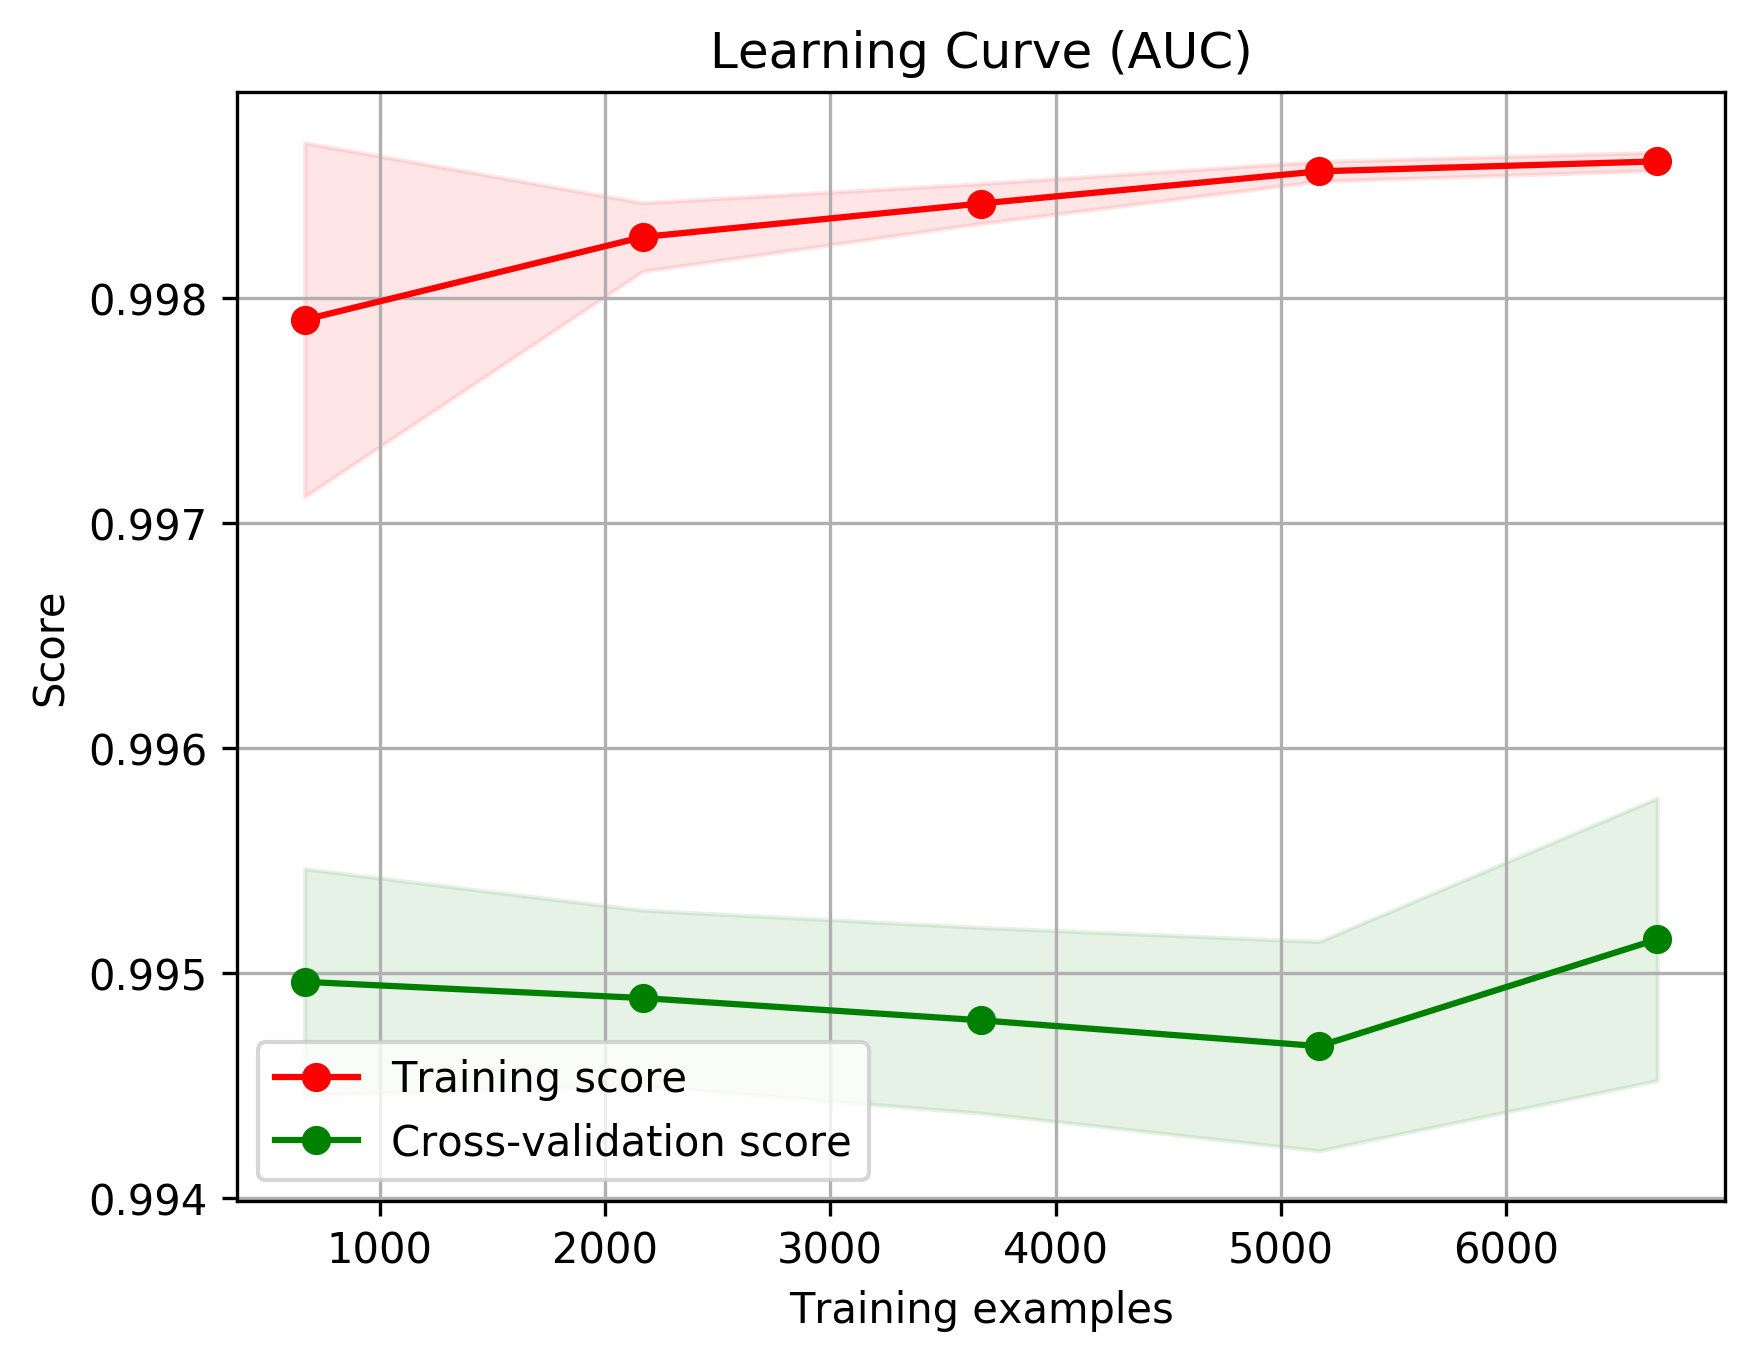 Learning Curve (AUC)
0.998
0.997
0.996
0.995
0.994
Score
Training score
Cross-validation score
1000 2000 3000 4000 5000 6000
Training examples